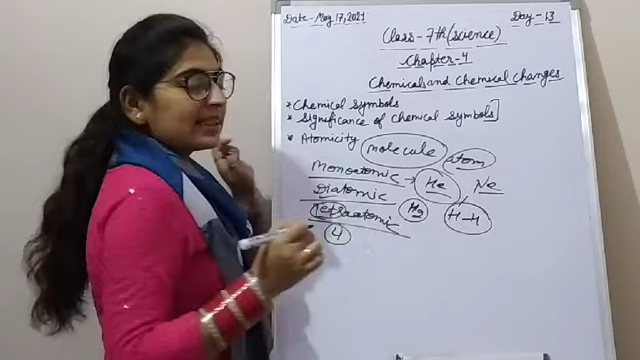 Date - May 17, 2021
Day - 13
Class - 7th (science)
Chapter - 4
Chemical and Chemical changes
* Chemical symbols
* Significance of Chemical symbols]
* Atomicity
molecule
atom
Monoatomic → He
Ne
Diatomic
H-H
Tetraatomic
4